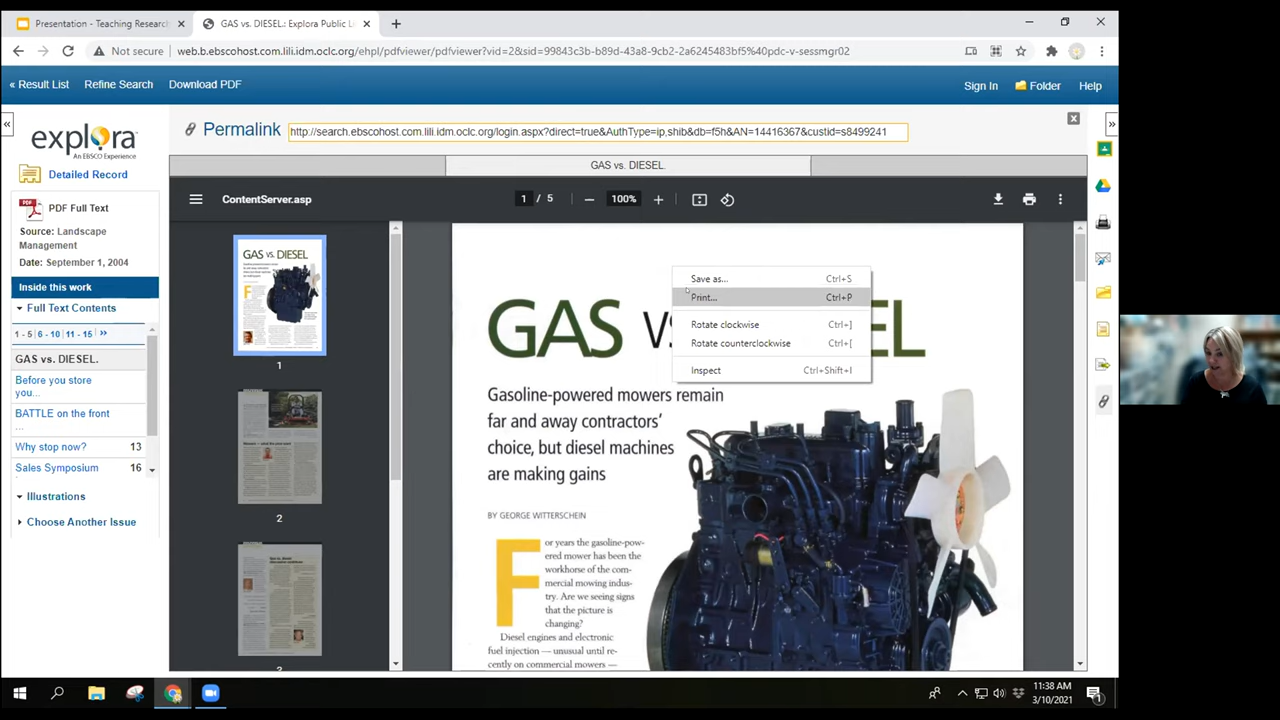 Presentation - Teaching Research
GAS vs. DIESEL.: Explora Public Li
Not secure
web.b.ebscohost.com.lili.idm.oclc.org/ehpl/pdfviewer/pdfviewer?vid=2&sid=99843c3b-b89d-43a8-9cb2-2a6245483bf5%40pdc-v-sessmgr02
« Result List
Refine Search
Download PDF
Sign In
Folder
Help
explora
An EBSCO Experience
Detailed Record
PDF Full Text
Source: Landscape
Management
Date: September 1, 2004
Inside this work
Full Text Contents
1 - 5 6 - 10 11 - 15 »
GAS vs. DIESEL.
Before you store
you...
BATTLE on the front
...
Why stop now? 13
Sales Symposium 16
Illustrations
Choose Another Issue
Permalink
http://search.ebscohost.com.lili.idm.oclc.org/login.aspx?direct=true&AuthType=ip,shib&db=f5h&AN=14416367&custid=s8499241
GAS vs. DIESEL.
ContentServer.asp
1 / 5
100%
GAS vs. DIESEL
1
2
3
Save as... Ctrl+S
Print... Ctrl+P
Rotate clockwise Ctrl+]
Rotate counterclockwise Ctrl+[
Inspect Ctrl+Shift+I
GAS VS EL
Gasoline-powered mowers remain
far and away contractors'
choice, but diesel machines
are making gains
BY GEORGE WITTERSCHEIN
For years the gasoline-pow-
ered mower has been the
workhorse of the com-
mercial mowing indus-
try. Are we seeing signs
that the picture is
changing?
Diesel engines and electronic
fuel injection — unusual until re-
cently on commercial mowers —
11:38 AM
3/10/2021
1